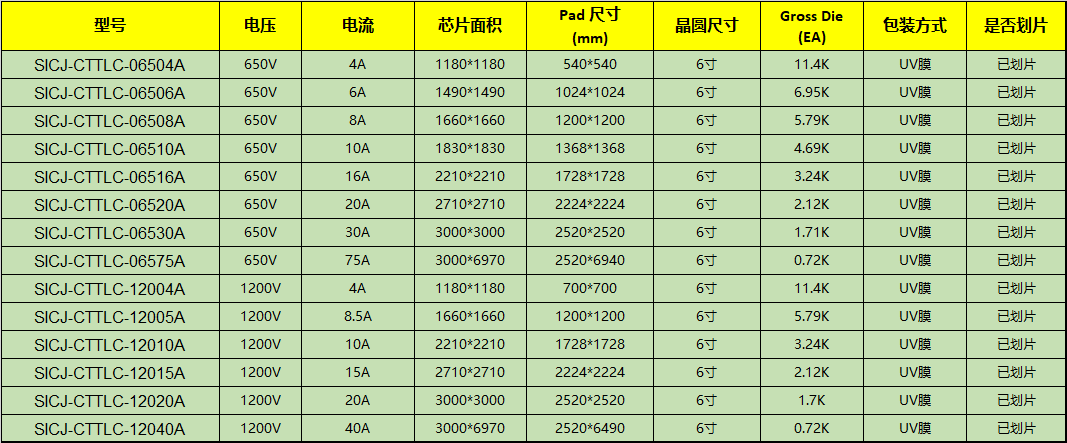 型号 电压 电流 芯片面积 Pad 尺寸 (mm) 晶圆尺寸 Gross Die (EA) 包装方式 是否划片
SICJ-CTTLC-06504A 650V 4A 1180*1180 540*540 6寸 11.4K UV膜 已划片
SICJ-CTTLC-06506A 650V 6A 1490*1490 1024*1024 6寸 6.95K UV膜 已划片
SICJ-CTTLC-06508A 650V 8A 1660*1660 1200*1200 6寸 5.79K UV膜 已划片
SICJ-CTTLC-06510A 650V 10A 1830*1830 1368*1368 6寸 4.69K UV膜 已划片
SICJ-CTTLC-06516A 650V 16A 2210*2210 1728*1728 6寸 3.24K UV膜 已划片
SICJ-CTTLC-06520A 650V 20A 2710*2710 2224*2224 6寸 2.12K UV膜 已划片
SICJ-CTTLC-06530A 650V 30A 3000*3000 2520*2520 6寸 1.71K UV膜 已划片
SICJ-CTTLC-06575A 650V 75A 3000*6970 2520*6940 6寸 0.72K UV膜 已划片
SICJ-CTTLC-12004A 1200V 4A 1180*1180 700*700 6寸 11.4K UV膜 已划片
SICJ-CTTLC-12005A 1200V 8.5A 1660*1660 1200*1200 6寸 5.79K UV膜 已划片
SICJ-CTTLC-12010A 1200V 10A 2210*2210 1728*1728 6寸 3.24K UV膜 已划片
SICJ-CTTLC-12015A 1200V 15A 2710*2710 2224*2224 6寸 2.12K UV膜 已划片
SICJ-CTTLC-12020A 1200V 20A 3000*3000 2520*2520 6寸 1.7K UV膜 已划片
SICJ-CTTLC-12040A 1200V 40A 3000*6970 2520*6490 6寸 0.72K UV膜 已划片